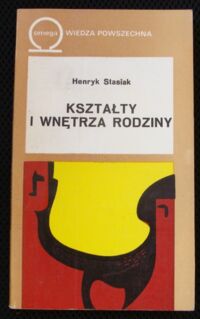 omega WIEDZA POWSZECHNA
Henryk Stasiak
KSZTAŁTY
I WNĘTRZA RODZINY